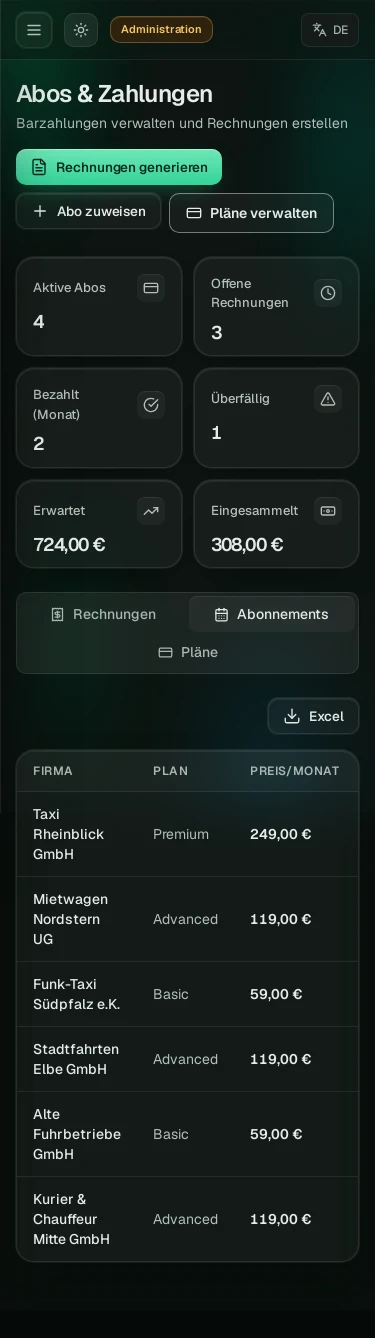 Administration
DE
Abos & Zahlungen
Barzahlungen verwalten und Rechnungen erstellen
Rechnungen generieren
Abo zuweisen
Pläne verwalten
Aktive Abos
4
Offene
Rechnungen
3
Bezahlt
(Monat)
2
Überfällig
1
Erwartet
724,00 €
Eingesammelt
308,00 €
Rechnungen
Abonnements
Pläne
Excel
FIRMA PLAN PREIS/MONAT
Taxi
Rheinblick
GmbH
Premium
249,00 €
Mietwagen
Nordstern
UG
Advanced
119,00 €
Funk-Taxi
Südpfalz e.K.
Basic
59,00 €
Stadtfahrten
Elbe GmbH
Advanced
119,00 €
Alte
Fuhrbetriebe
GmbH
Basic
59,00 €
Kurier &
Chauffeur
Mitte GmbH
Advanced
119,00 €